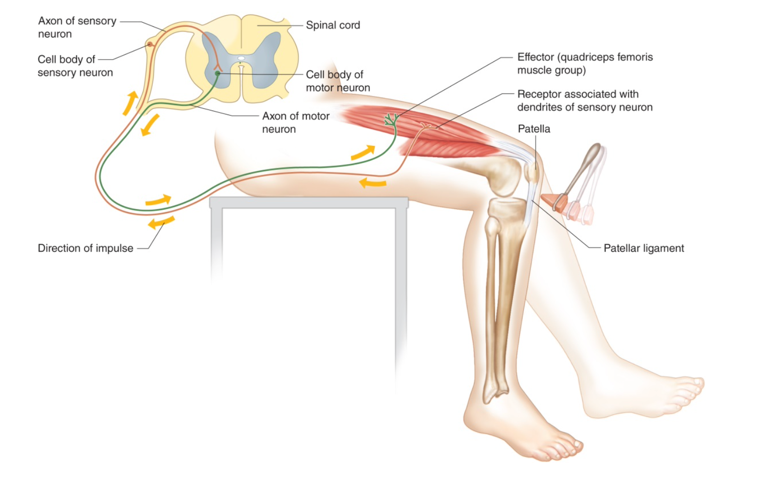 Axon of sensory
neuron
Spinal cord
Cell body of
sensory neuron
Cell body of
motor neuron
Axon of motor
neuron
Effector (quadriceps femoris
muscle group)
Receptor associated with
dendrites of sensory neuron
Patella
Direction of impulse
Patellar ligament